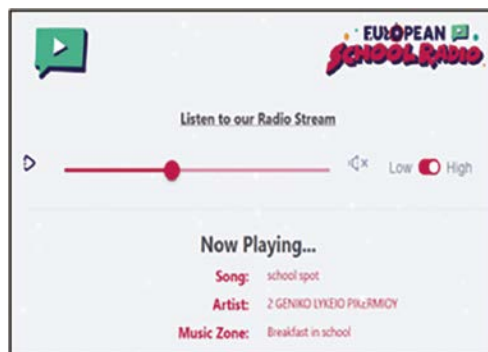 EUROPEAN
SCHOOL RADIO
Listen to our Radio Stream
Low High
Now Playing...
Song: school spot
Artist: 2 GENIKO LYKEIO
Music Zone: Breakfast in school